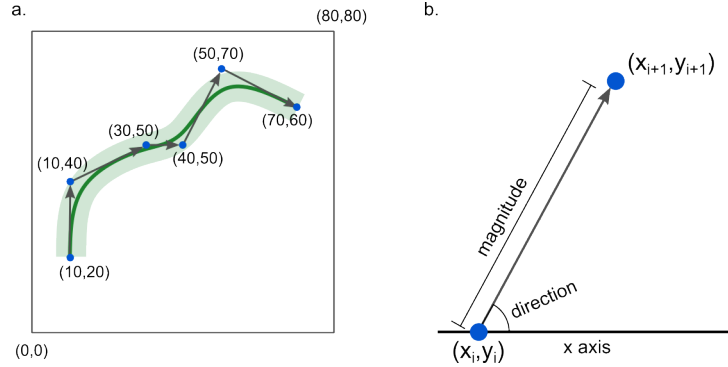 a.
(80,80)
(50,70)
(30,50)
(70,60)
(10,40)
(40,50)
(10,20)
(0,0)
b.
(xi+1,yi+1)
magnitude
direction
(xi,yi)
x axis